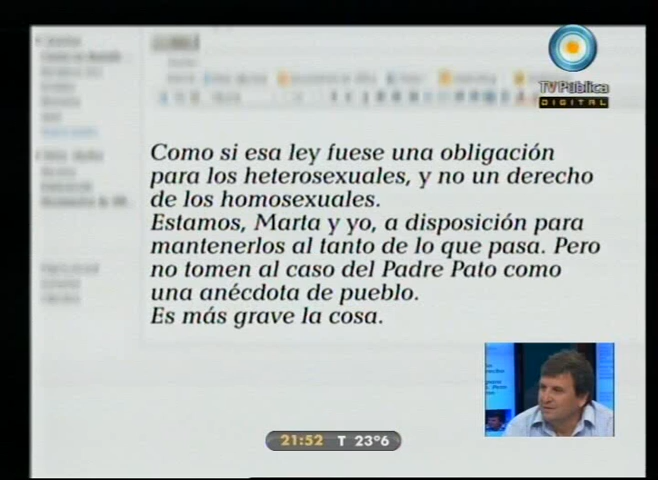 TV Pública
DIGITAL
Como si esa ley fuese una obligación
para los heterosexuales, y no un derecho
de los homosexuales.
Estamos, Marta y yo, a disposición para
mantenerlos al tanto de lo que pasa. Pero
no tomen al caso del Padre Pato como
una anécdota de pueblo.
Es más grave la cosa.
21:52 T 23º6